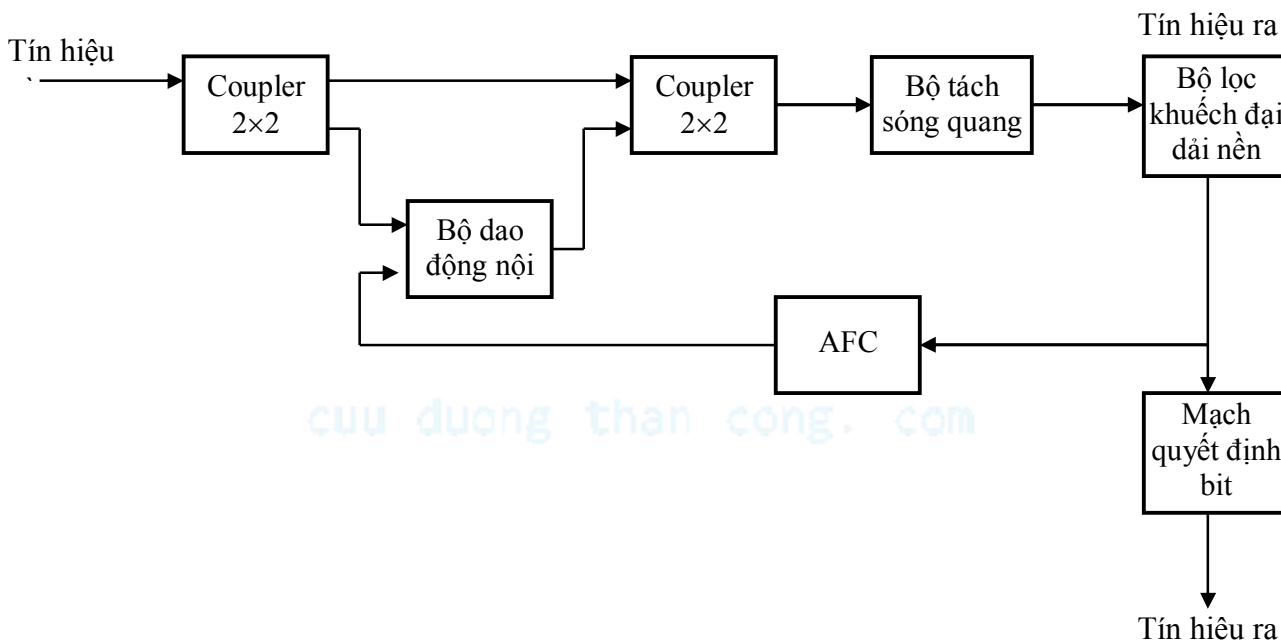 Tín hiệu ra
Tín hiệu
Coupler
2×2
Coupler
2×2
Bộ tách
sóng quang
Bộ lọc
khuếch đại
dải nền
Bộ dao
động nội
AFC
cuu duong than cong. com
Mạch
quyết định
bit
Tín hiệu ra